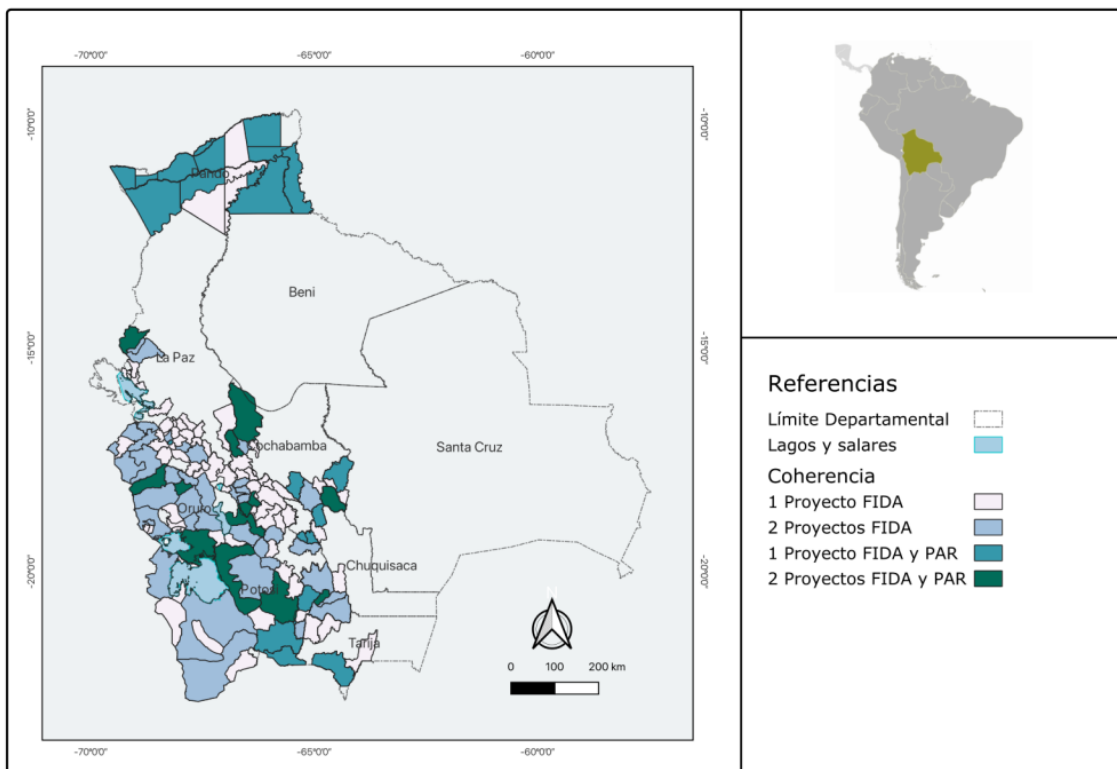 -70°0'0"
-65°0'0"
-60°0'0"
-10°0'0"
-10°0'0"
Pando
Beni
-15°0'0"
-15°0'0"
La Paz
Cochabamba
Santa Cruz
Oruro
-20°0'0"
-20°0'0"
Chuquisaca
Potosí
Tarija
N
0 100 200 km
-70°0'0"
-65°0'0"
-60°0'0"
Referencias
Límite Departamental
Lagos y salares
Coherencia
1 Proyecto FIDA
2 Proyectos FIDA
1 Proyecto FIDA y PAR
2 Proyectos FIDA y PAR